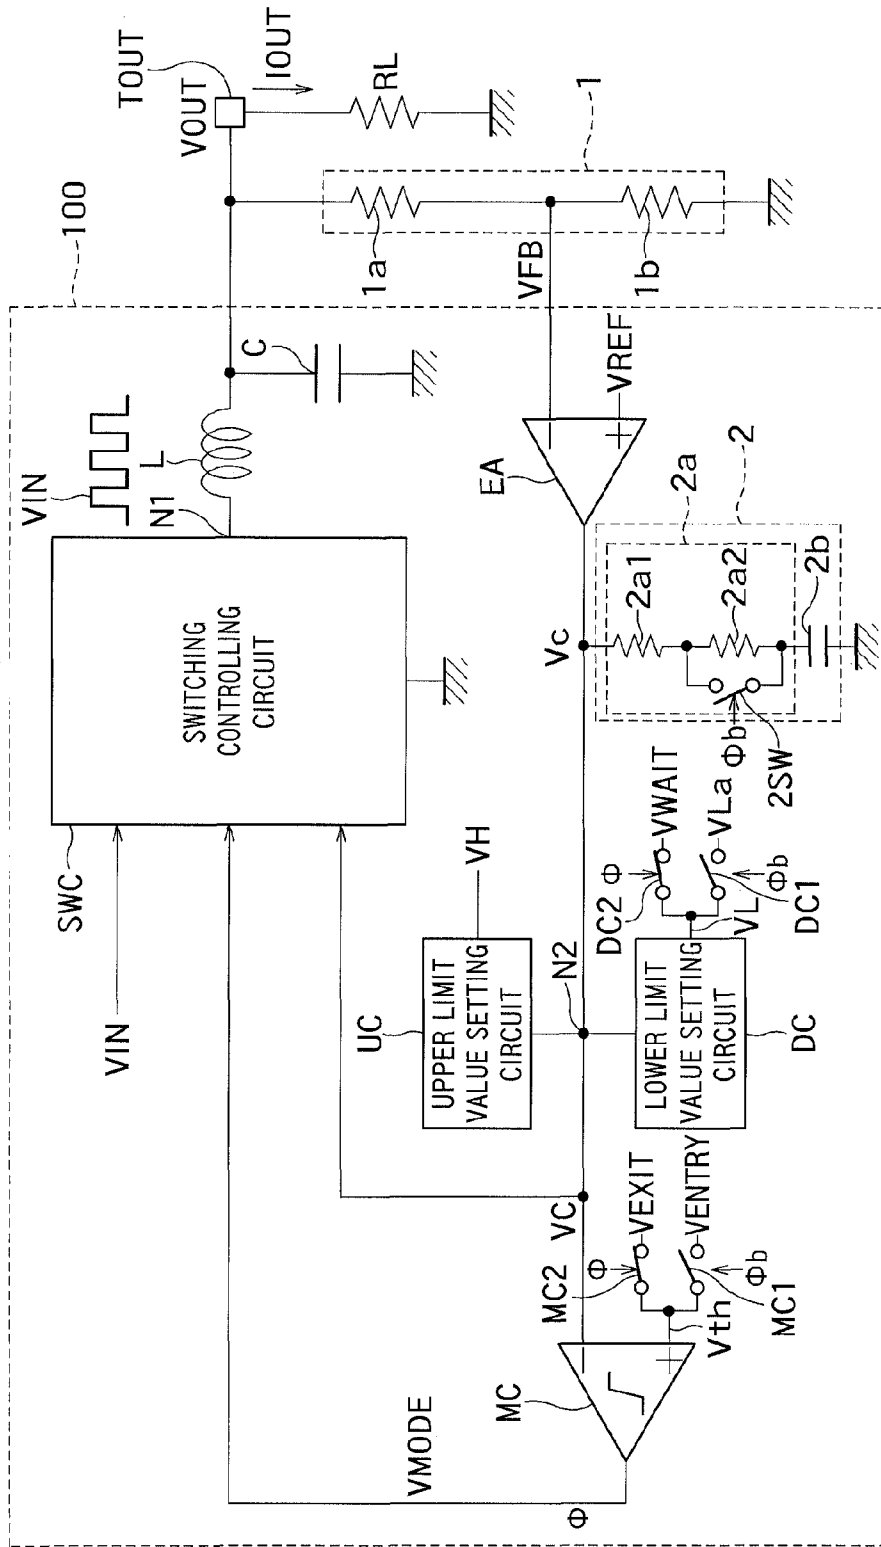 100
VIN
SWC
SWITCHING
CONTROLLING
CIRCUIT
VIN
N1
L
C
VOUT
TOUT
IOUT
RL
1
1a
1b
VFB
VREF
EA
Vc
2
2a
2a1
2a2
2b
2SW
Φb
VH
UC
UPPER LIMIT
VALUE SETTING
CIRCUIT
N2
LOWER LIMIT
VALUE SETTING
CIRCUIT
DC
VL
DC2
Φ
VWAIT
DC1
Φb
VLa
VC
MC2
Φ
VEXIT
MC1
Φb
VENTRY
Vth
MC
VMODE
Φ